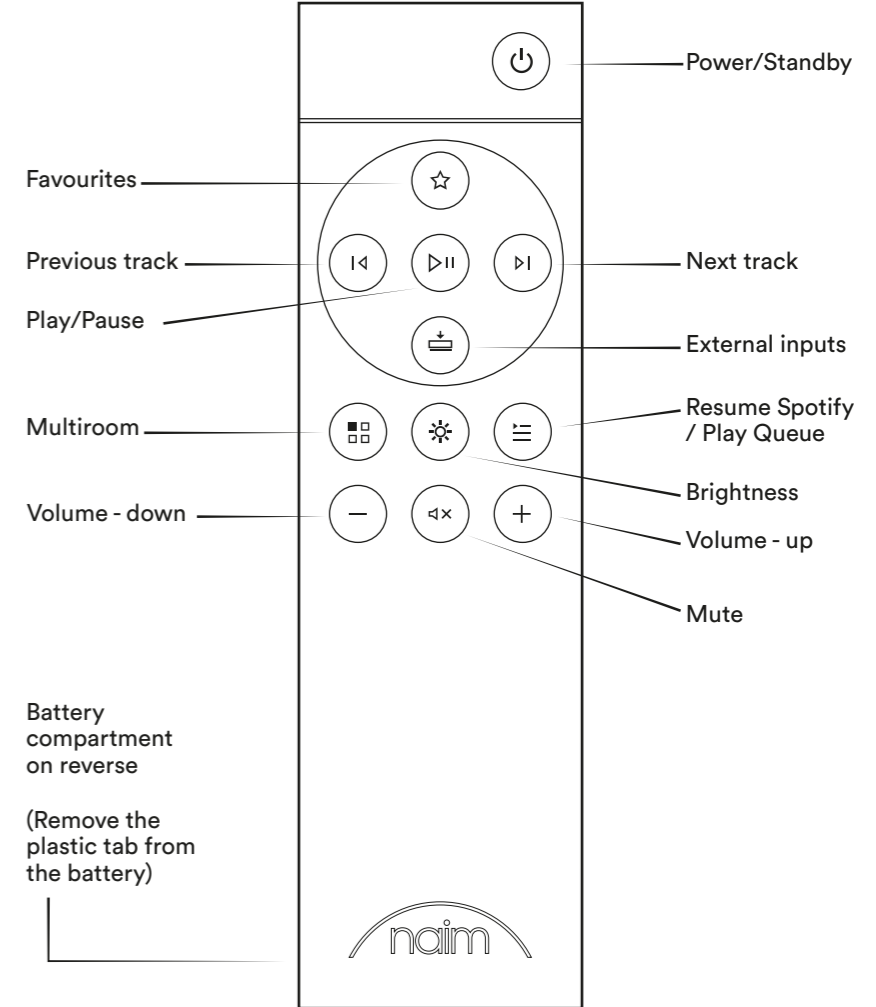 Power/Standby
Favourites
Previous track
Next track
Play/Pause
External inputs
Multiroom
Resume Spotify
/ Play Queue
Brightness
Volume - down
Volume - up
Mute
Battery
compartment
on reverse
(Remove the
plastic tab from
the battery)
naim